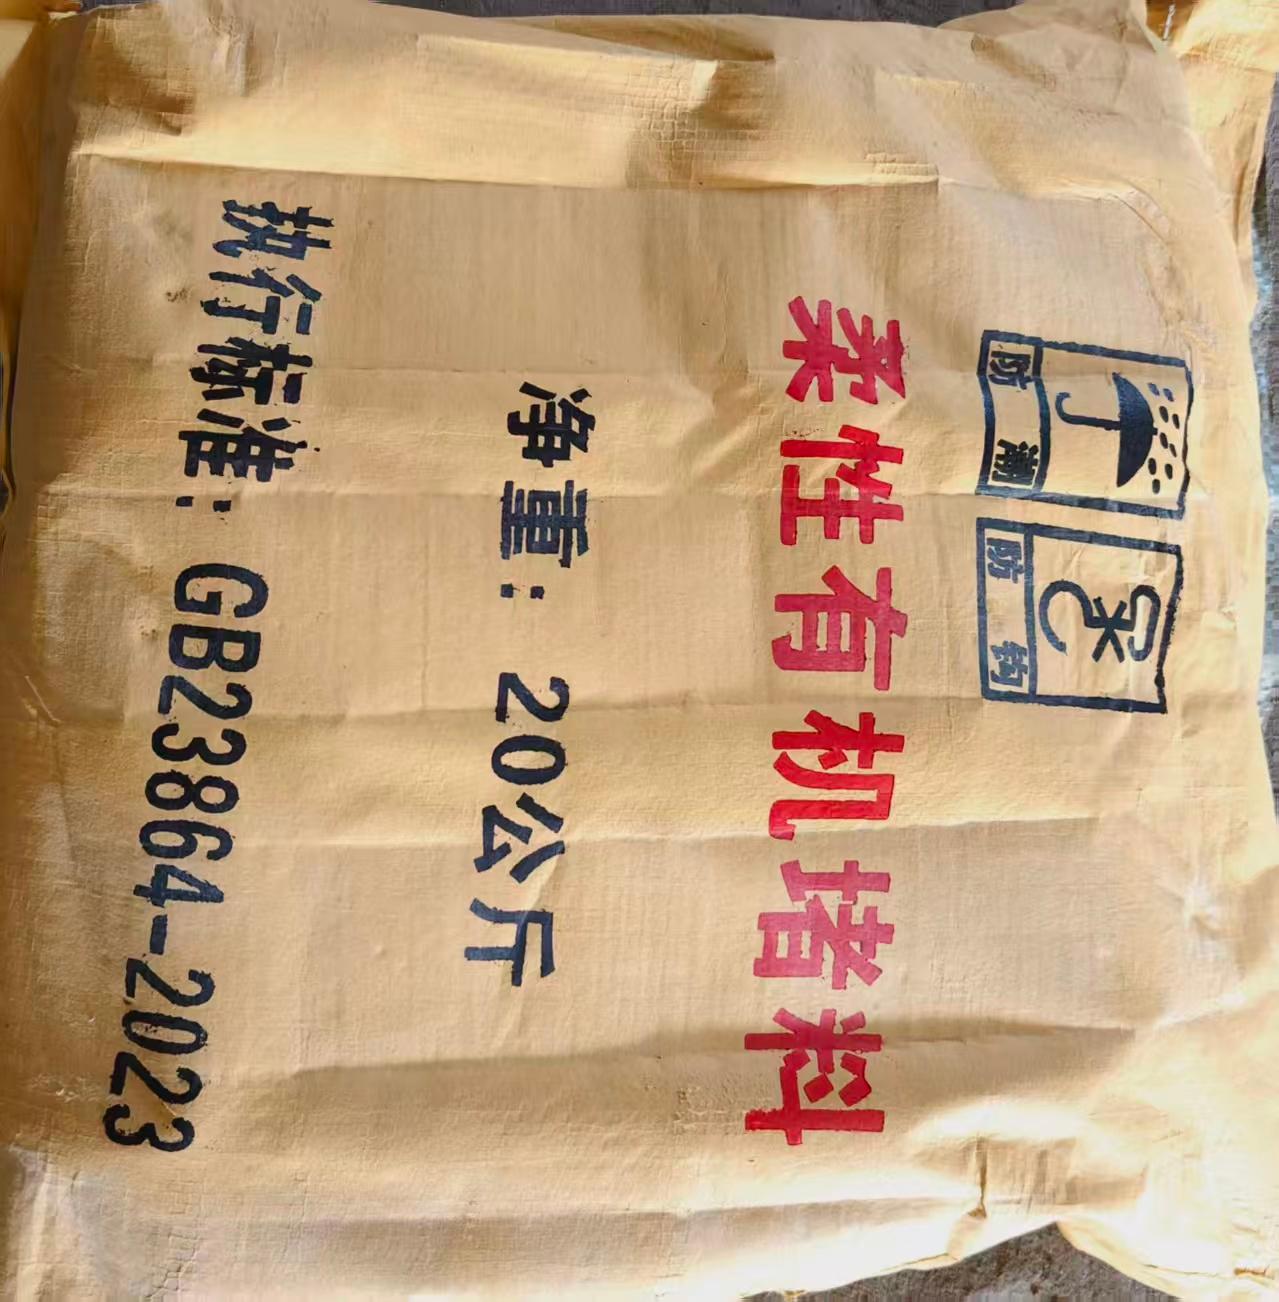 防潮
防钩
柔性有机堵料
净重：20公斤
执行标准：GB23864-2023